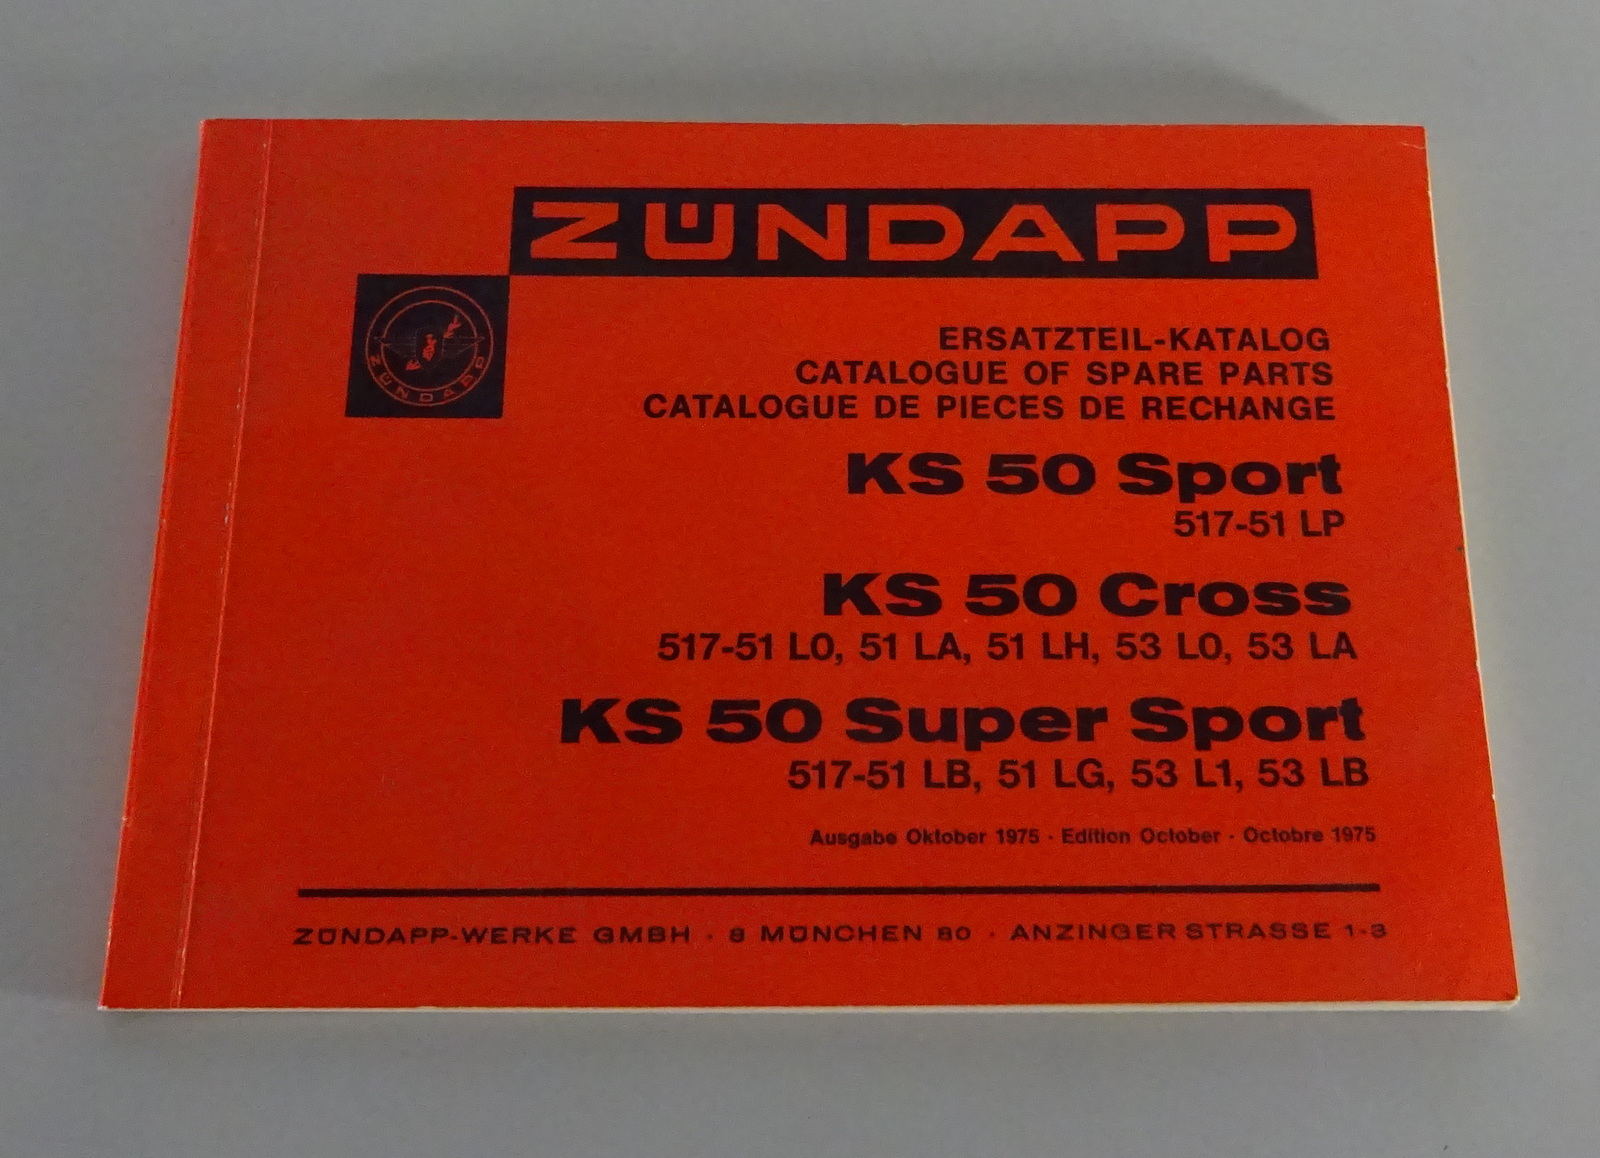 ZÜNDAPP
ZÜNDAPP
ERSATZTEIL-KATALOG
CATALOGUE OF SPARE PARTS
CATALOGUE DE PIECES DE RECHANGE
KS 50 Sport
517-51 LP
KS 50 Cross
517-51 L0, 51 LA, 51 LH, 53 L0, 53 LA
KS 50 Super Sport
517-51 LB, 51 LG, 53 L1, 53 LB
Ausgabe Oktober 1975 · Edition October · Octobre 1975
ZÜNDAPP-WERKE GMBH · 8 MÜNCHEN 80 · ANZINGER STRASSE 1-3